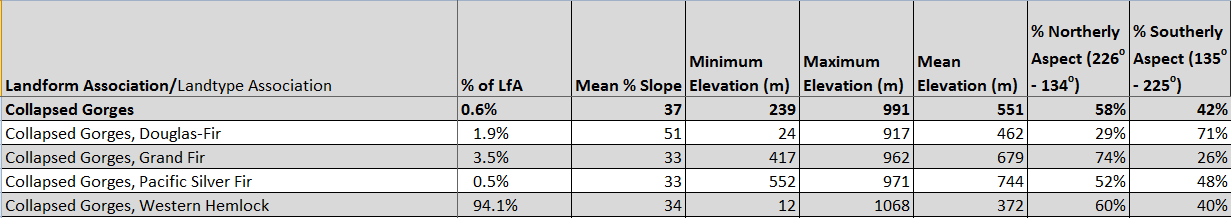 Landform Association/Landtype Association | % of LfA | Mean % Slope | Minimum Elevation (m) | Maximum Elevation (m) | Mean Elevation (m) | % Northerly Aspect (226° - 134°) | % Southerly Aspect (135° - 225°)
Collapsed Gorges | 0.6% | 37 | 239 | 991 | 551 | 58% | 42%
Collapsed Gorges, Douglas-Fir | 1.9% | 51 | 24 | 917 | 462 | 29% | 71%
Collapsed Gorges, Grand Fir | 3.5% | 33 | 417 | 962 | 679 | 74% | 26%
Collapsed Gorges, Pacific Silver Fir | 0.5% | 33 | 552 | 971 | 744 | 52% | 48%
Collapsed Gorges, Western Hemlock | 94.1% | 34 | 12 | 1068 | 372 | 60% | 40%